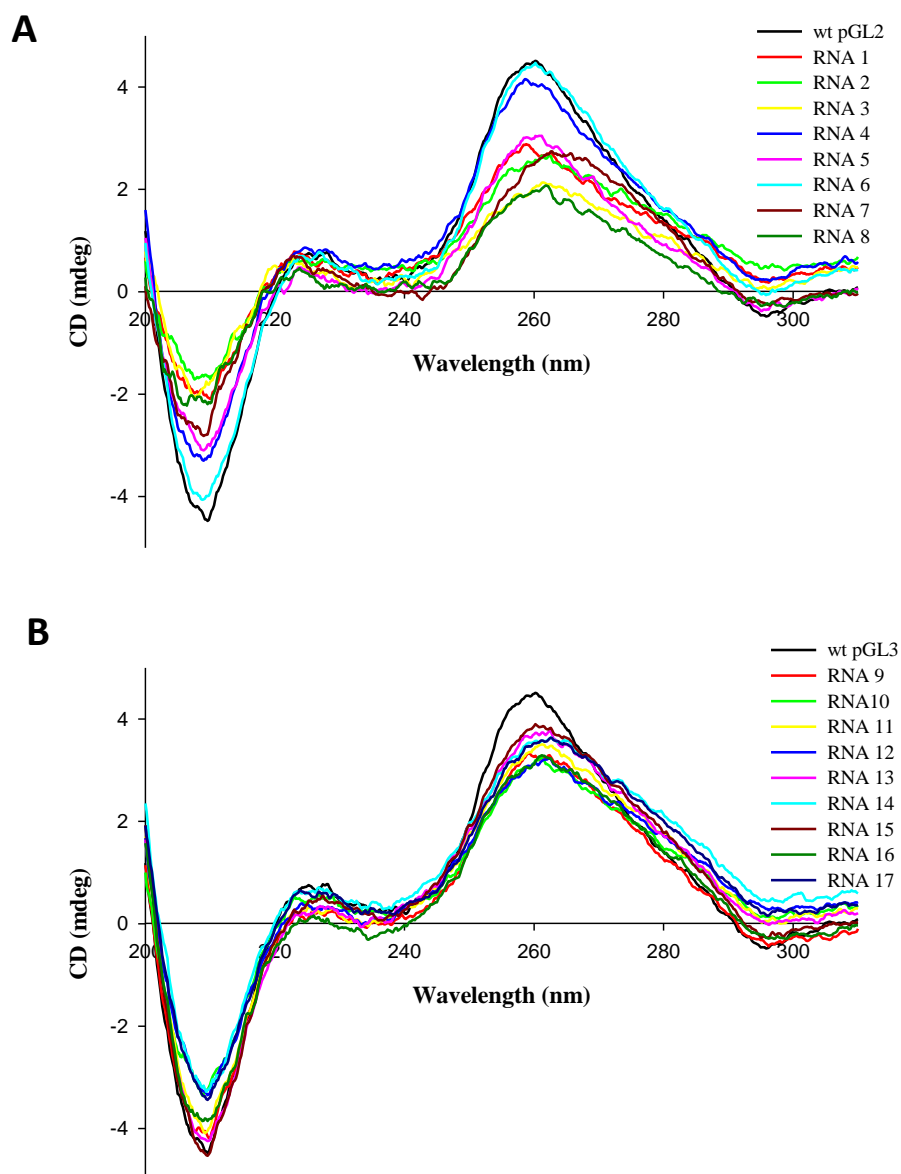 A
wt pGL2
RNA 1
RNA 2
RNA 3
RNA 4
RNA 5
RNA 6
RNA 7
RNA 8
CD (mdeg)
4
2
0
-2
-4
200 220 240 260 280 300
Wavelength (nm)
B
wt pGL3
RNA 9
RNA10
RNA 11
RNA 12
RNA 13
RNA 14
RNA 15
RNA 16
RNA 17
CD (mdeg)
4
2
0
-2
-4
200 220 240 260 280 300
Wavelength (nm)